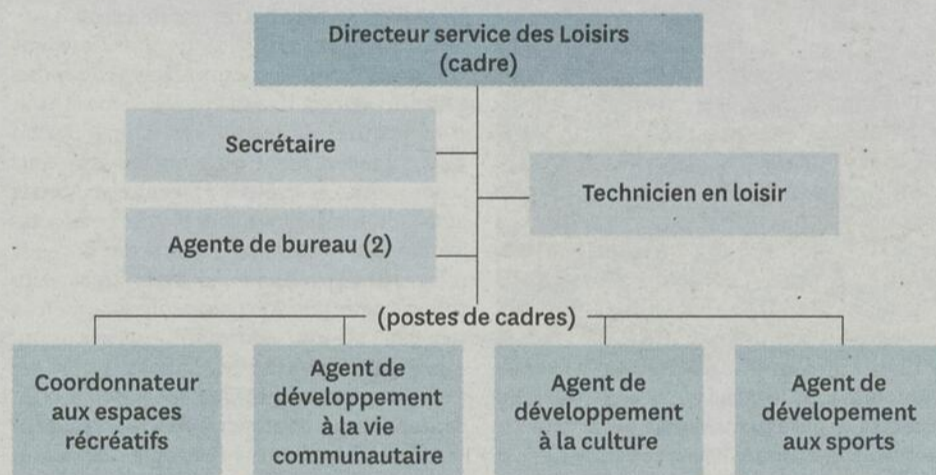 Directeur service des Loisirs
(cadre)
Secrétaire
Technicien en loisir
Agente de bureau (2)
(postes de cadres)
Coordonnateur
aux espaces
récréatifs
Agent de
développement
à la vie
communautaire
Agent de
développement
à la culture
Agent de
dévelopement
aux sports